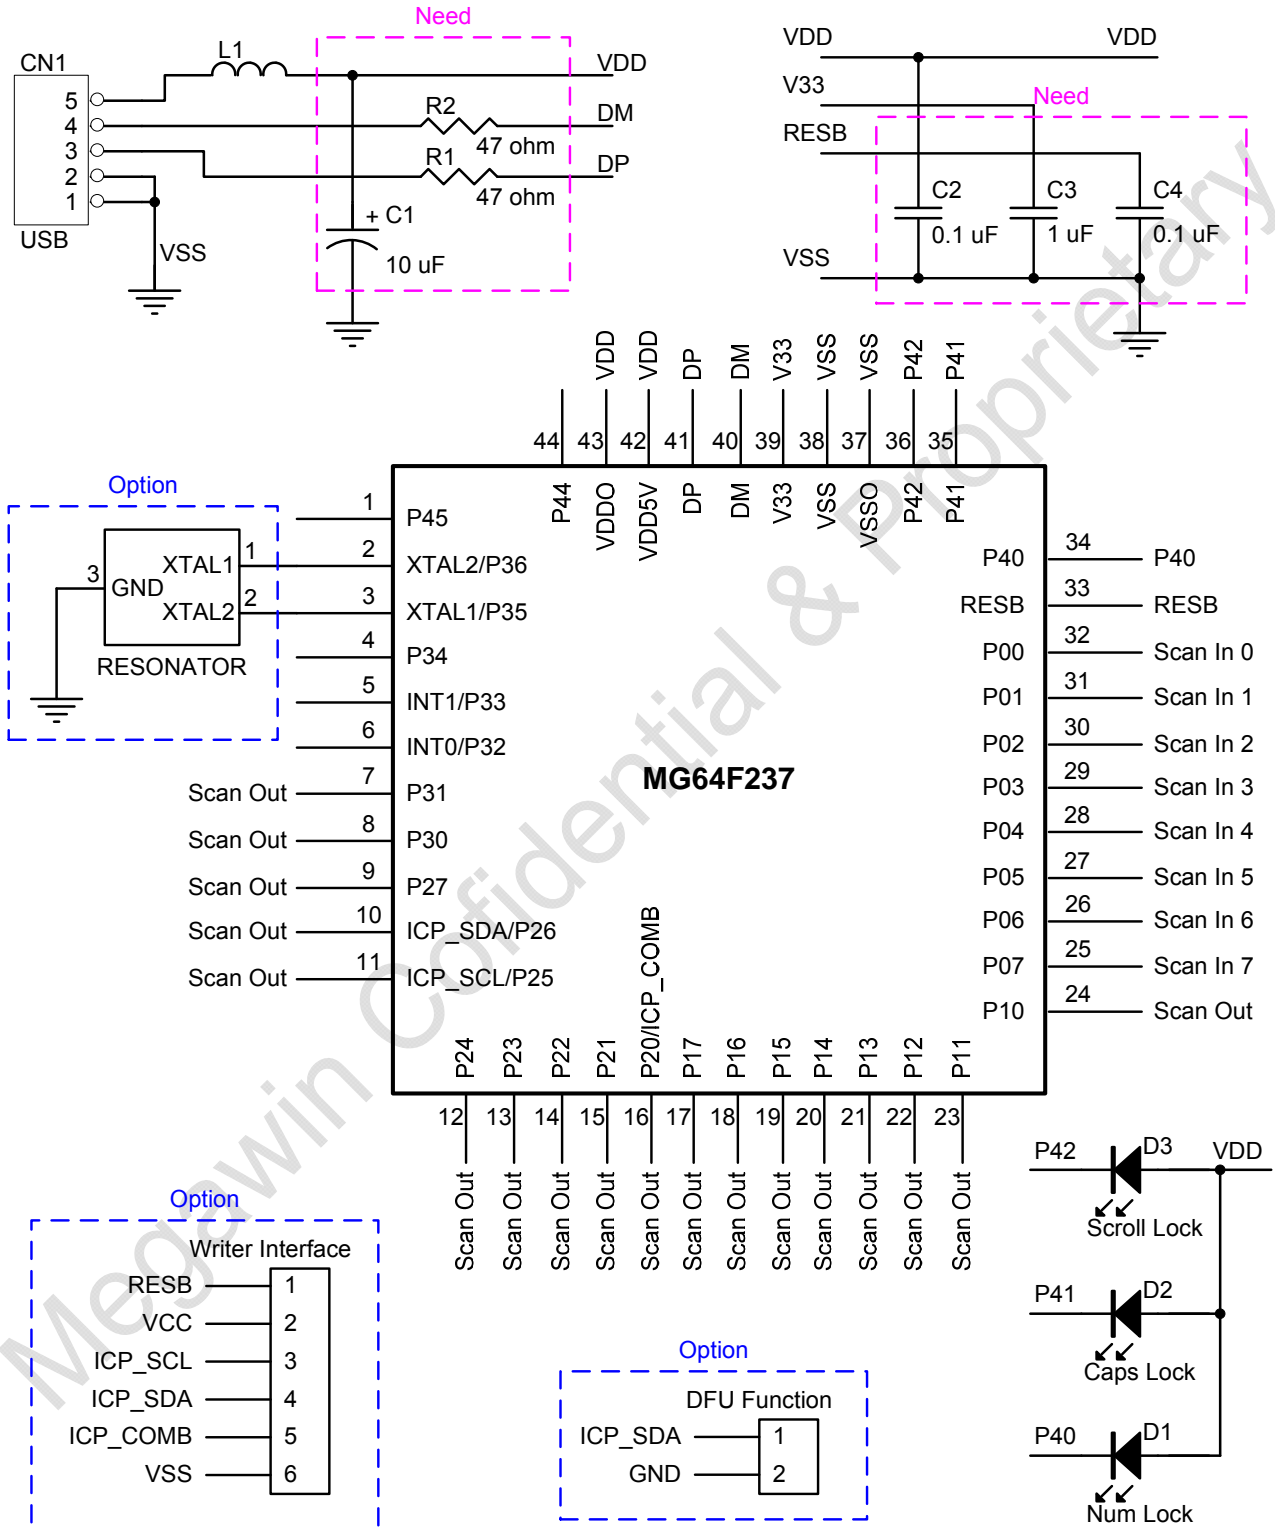 Need
CN1
L1
VDD
5
4
3
2
1
R2
47 ohm
DM
R1
47 ohm
DP
+ C1
10 uF
USB
VSS
VDD
VDD
V33
Need
RESB
C2
0.1 uF
C3
1 uF
C4
0.1 uF
VSS
VDD
VDD
DP
DM
V33
VSS
VSS
P42
P41
44
43
42
41
40
39
38
37
36
35
P44
VDDO
VDD5V
DP
DM
V33
VSS
VSSO
P42
P41
Option
3
GND
XTAL1
1
XTAL2
2
RESONATOR
1
P45
2
XTAL2/P36
3
XTAL1/P35
4
P34
5
INT1/P33
6
INT0/P32
Scan Out
7
P31
Scan Out
8
P30
Scan Out
9
P27
Scan Out
10
ICP_SDA/P26
Scan Out
11
ICP_SCL/P25
MG64F237
P40
34
P40
RESB
33
RESB
P00
32
Scan In 0
P01
31
Scan In 1
P02
30
Scan In 2
P03
29
Scan In 3
P04
28
Scan In 4
P05
27
Scan In 5
P06
26
Scan In 6
P07
25
Scan In 7
P10
24
Scan Out
P24
P23
P22
P21
P20/ICP_COMB
P17
P16
P15
P14
P13
P12
P11
12
13
14
15
16
17
18
19
20
21
22
23
Scan Out
Scan Out
Scan Out
Scan Out
Scan Out
Scan Out
Scan Out
Scan Out
Scan Out
Scan Out
Scan Out
Scan Out
Option
Writer Interface
RESB
1
VCC
2
ICP_SCL
3
ICP_SDA
4
ICP_COMB
5
VSS
6
Option
DFU Function
ICP_SDA
1
GND
2
P42
D3
VDD
Scroll Lock
P41
D2
Caps Lock
P40
D1
Num Lock
Megawin Cofidential & Proprietary